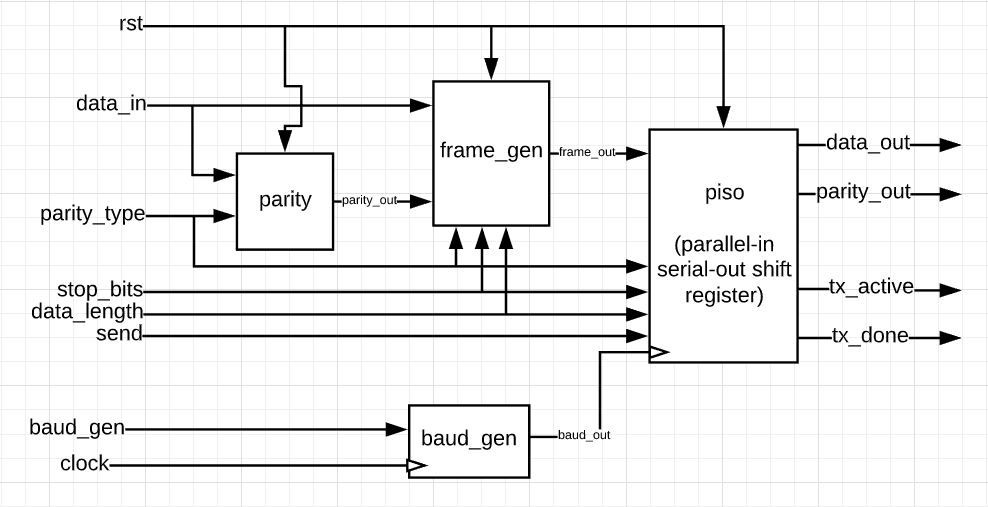 rst
data_in
frame_gen
frame_out
data_out
piso
parity
parity_out
parity_out
parity_type
(parallel-in
serial-out shift
register)
stop_bits
data_length
send
tx_active
tx_done
baud_gen
baud_gen
baud_out
clock